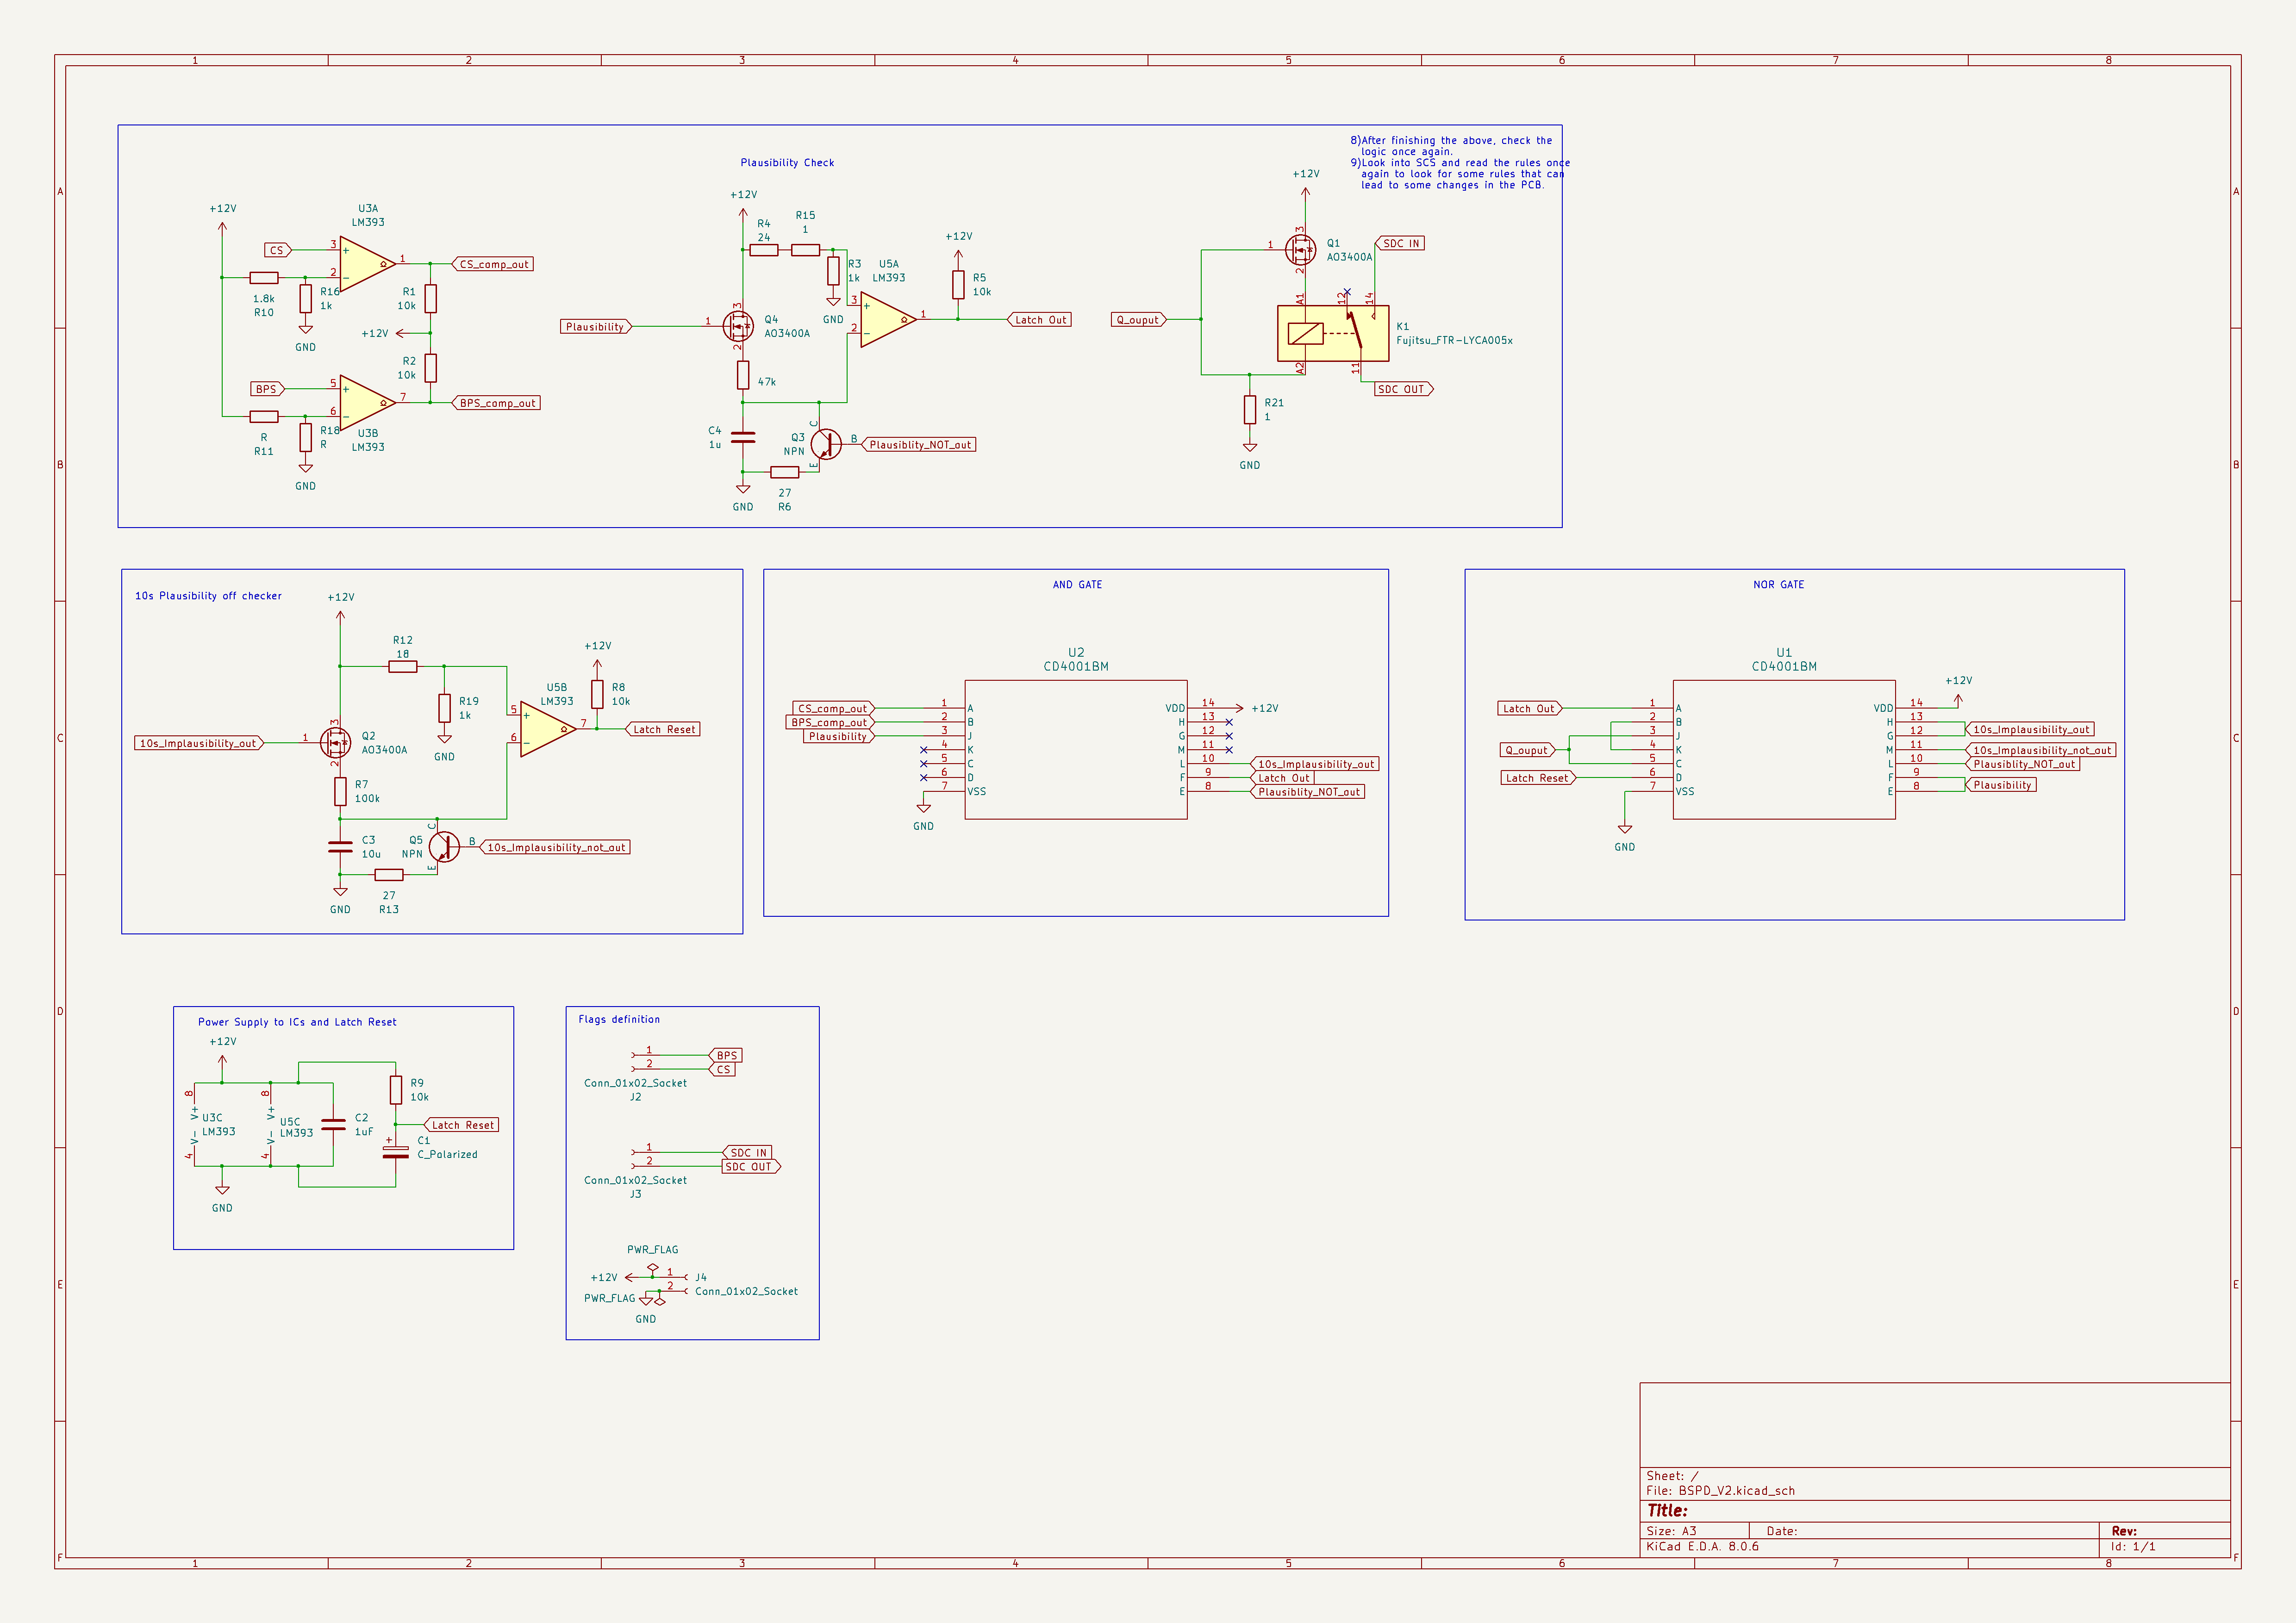 1 2 3 4 5 6 7 8
A
B
C
D
E
F
A
B
C
D
E
F
Plausibility Check
8)After finishing the above, check the
logic once again.
9)Look into SCS and read the rules once
again to look for some rules that can
lead to some changes in the PCB.
+12V
U3A
LM393
CS
3
2
1
+
-
CS_comp_out
1.8k
R10
R16
1k
GND
R1
10k
+12V
R2
10k
BPS
5
6
7
+
-
BPS_comp_out
R
R11
R18
R
U3B
LM393
GND
+12V
R4
24
R15
1
R3
1k
GND
U5A
LM393
3
2
1
+
-
+12V
R5
10k
Latch Out
Plausibility
1
3
2
Q4
AO3400A
47k
C4
1u
Q3
NPN
C
B
E
Plausiblity_NOT_out
27
R6
GND
+12V
1
3
2
Q1
AO3400A
SDC IN
Q_ouput
A1
12
14
A2
11
K1
Fujitsu_FTR-LYCA005x
SDC OUT
R21
1
GND
10s Plausibility off checker
+12V
R12
18
R19
1k
GND
+12V
R8
10k
U5B
LM393
5
6
7
+
-
Latch Reset
10s_Implausibility_out
1
3
2
Q2
AO3400A
R7
100k
C3
10u
Q5
NPN
C
B
E
10s_Implausibility_not_out
27
R13
GND
AND GATE
U2
CD4001BM
CS_comp_out 1 A
BPS_comp_out 2 B
Plausibility 3 J
4 K
5 C
6 D
7 VSS
GND
VDD 14 +12V
H 13
G 12
M 11
L 10 10s_Implausibility_out
F 9 Latch Out
E 8 Plausiblity_NOT_out
NOR GATE
U1
CD4001BM
Latch Out 1 A
2 B
3 J
Q_ouput 4 K
5 C
Latch Reset 6 D
7 VSS
GND
+12V
VDD 14
H 13 10s_Implausibility_out
G 12
M 11 10s_Implausibility_not_out
L 10 Plausiblity_NOT_out
F 9 Plausibility
E 8
Power Supply to ICs and Latch Reset
+12V
8
V+
U3C
LM393
V-
4
8
V+
U5C
LM393
V-
4
C2
1uF
R9
10k
Latch Reset
+
C1
C_Polarized
GND
Flags definition
1 BPS
2 CS
Conn_01x02_Socket
J2
1 SDC IN
2 SDC OUT
Conn_01x02_Socket
J3
PWR_FLAG
+12V 1 J4
2 Conn_01x02_Socket
PWR_FLAG
GND
Sheet: /
File: BSPD_V2.kicad_sch
Title:
Size: A3 Date: Rev:
KiCad E.D.A. 8.0.6 Id: 1/1
1 2 3 4 5 6 7 8